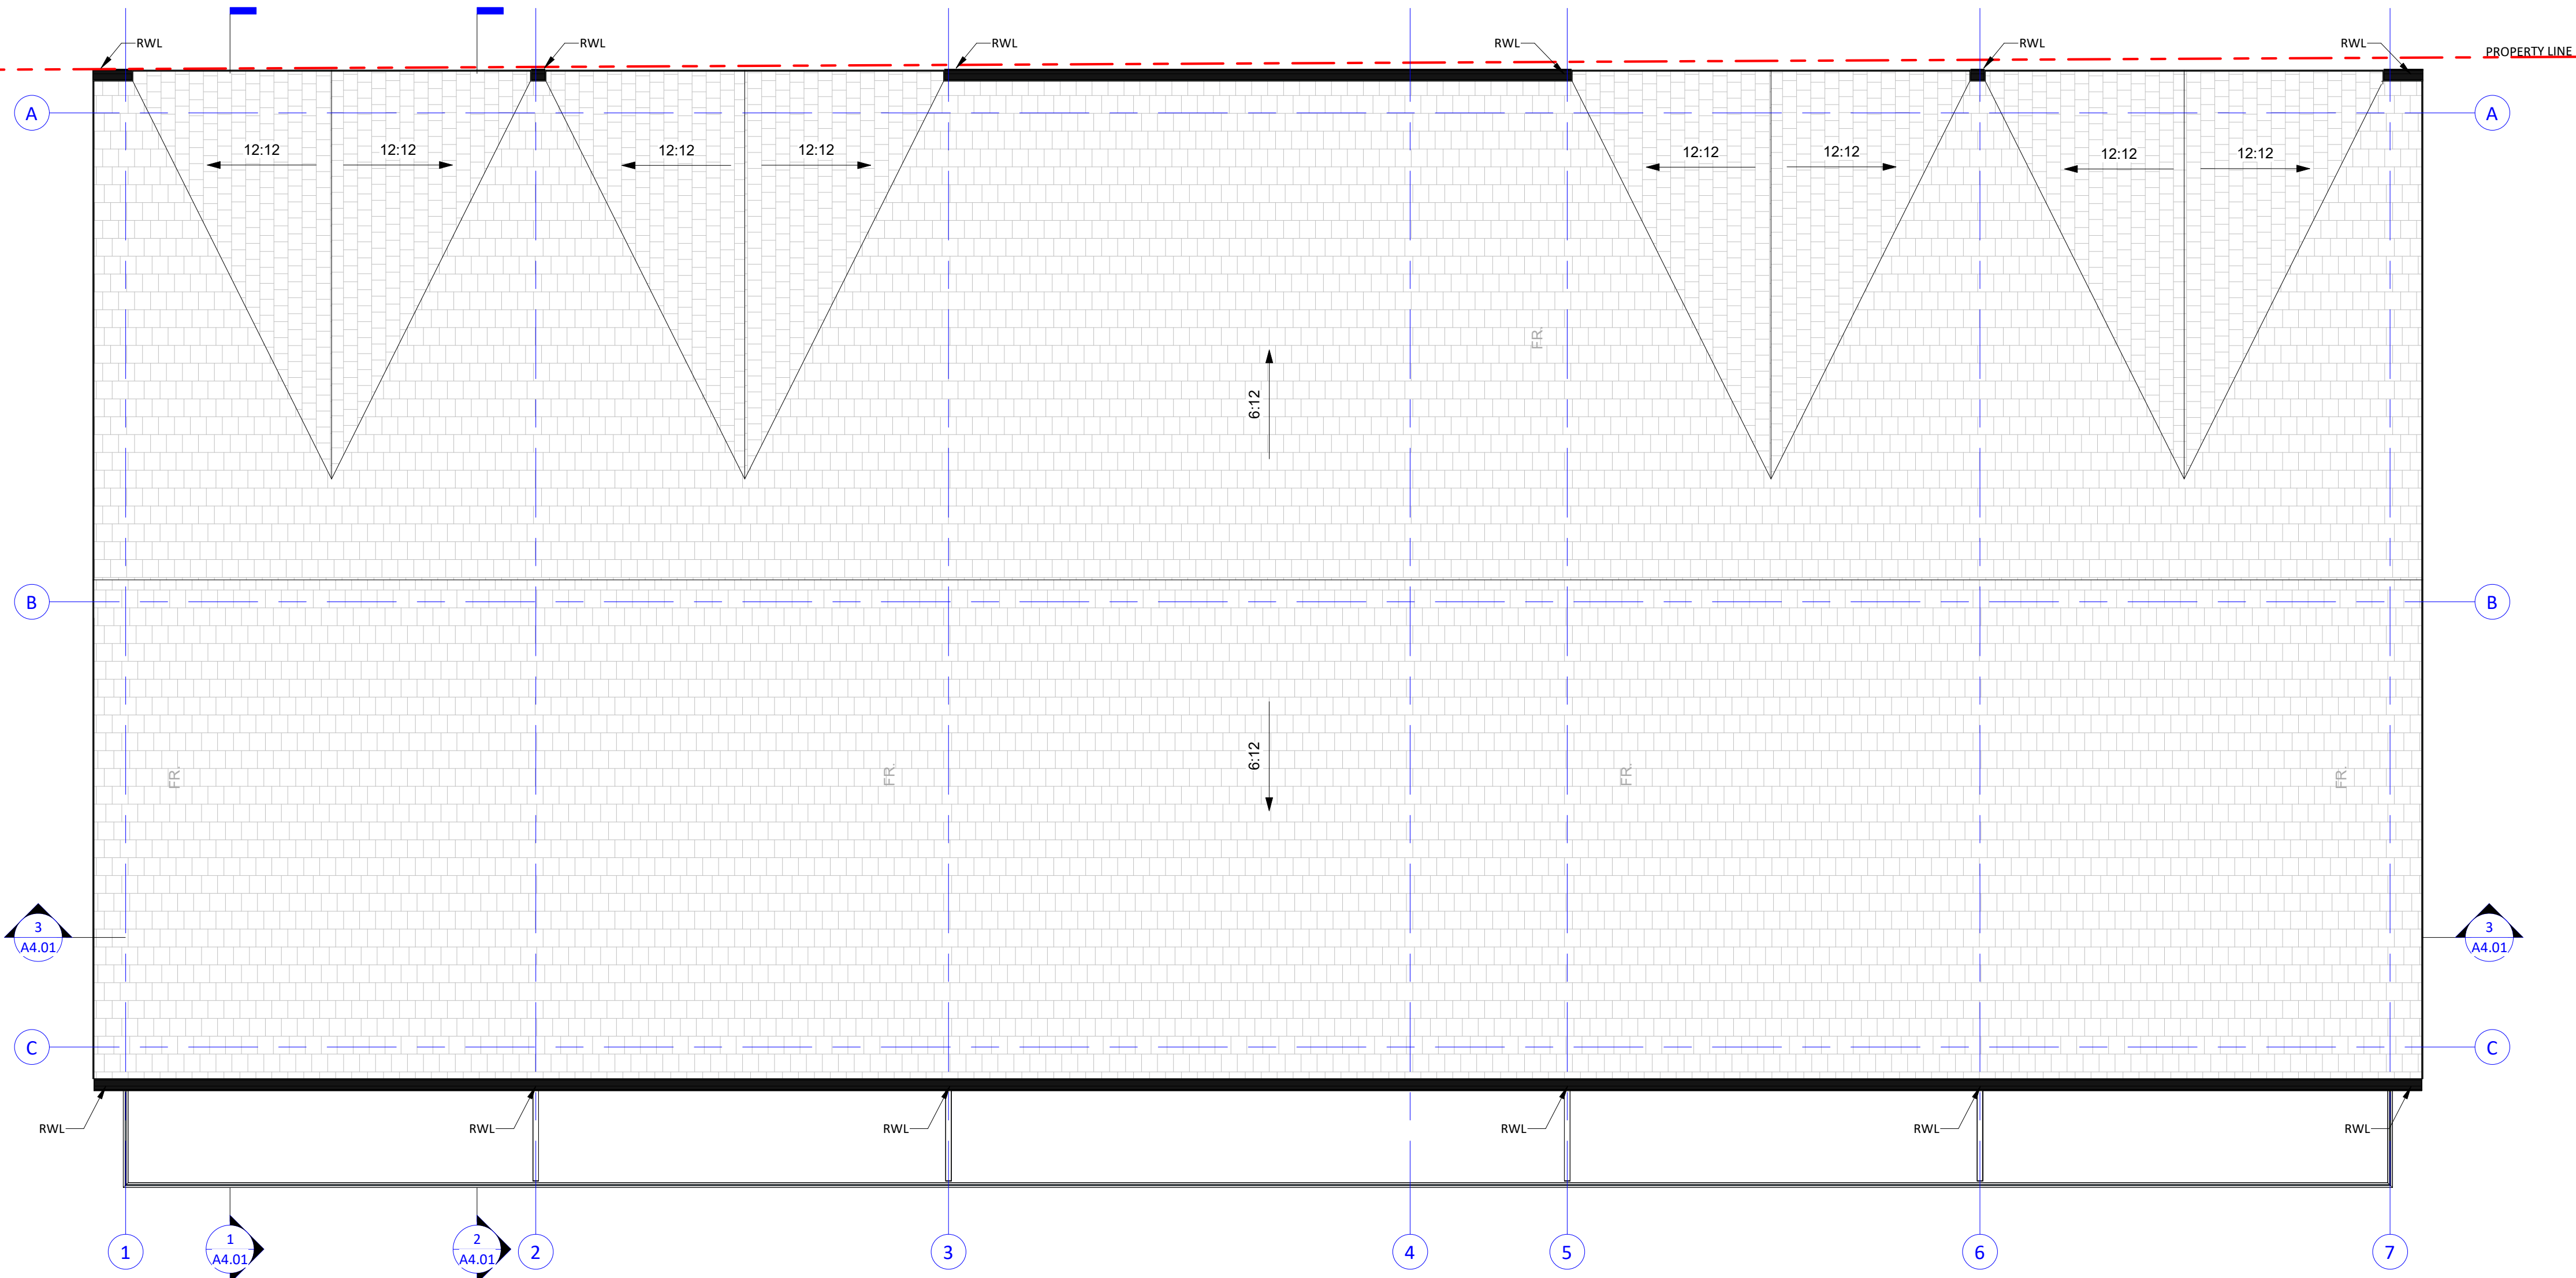 RWL
RWL
RWL
RWL
RWL
RWL
PROPERTY LINE
A
A
12:12
12:12
12:12
12:12
12:12
12:12
12:12
12:12
FR.
6:12
B
B
6:12
FR.
FR.
FR.
FR.
3
A4.01
3
A4.01
C
C
RWL
RWL
RWL
RWL
RWL
RWL
1
1
A4.01
2
A4.01
2
3
4
5
6
7